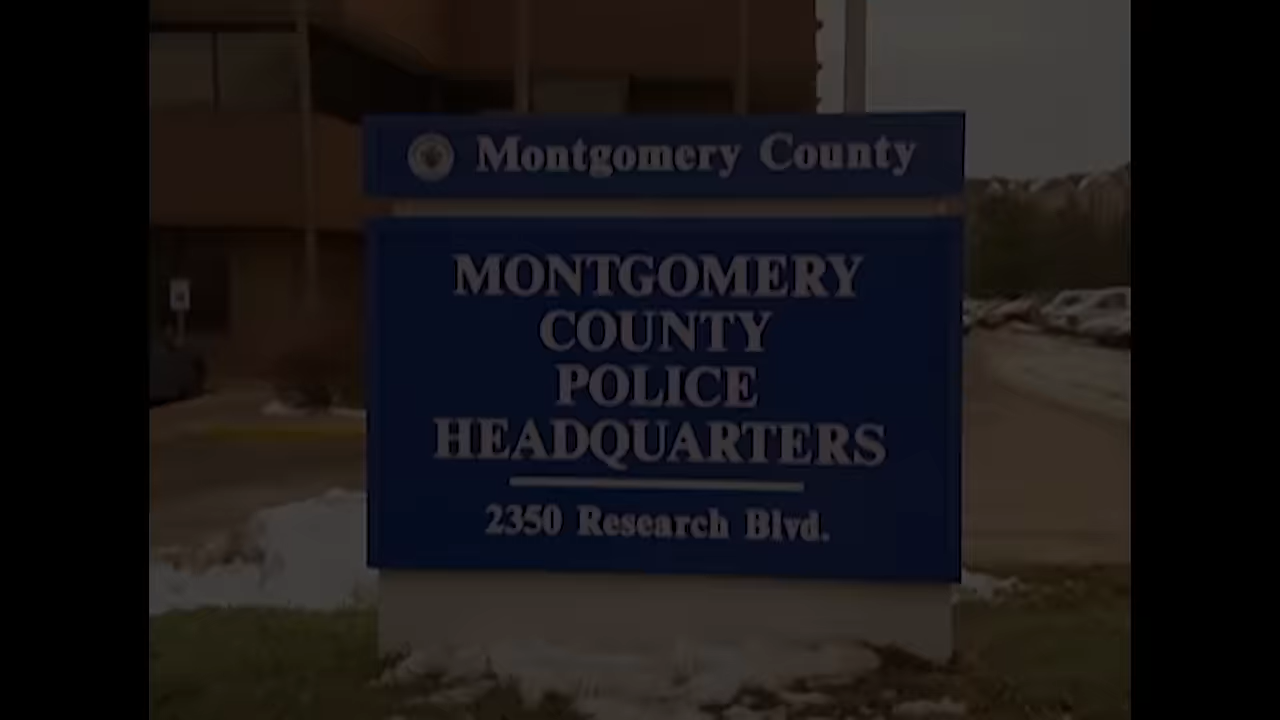 Montgomery County
MONTGOMERY
COUNTY
POLICE
HEADQUARTERS
2350 Research Blvd.